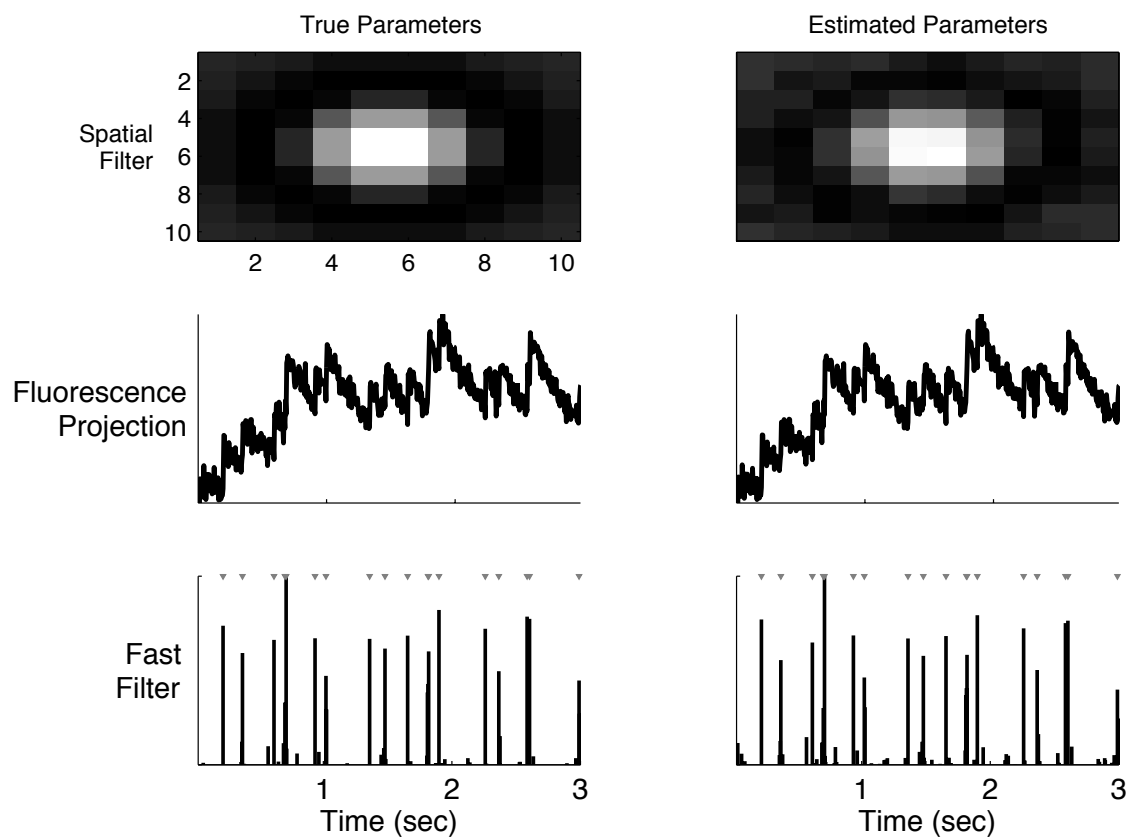 True Parameters
Estimated Parameters
Spatial
Filter
2
4
6
8
10
2
4
6
8
10
Fluorescence
Projection
Fast
Filter
1
2
3
Time (sec)
1
2
3
Time (sec)